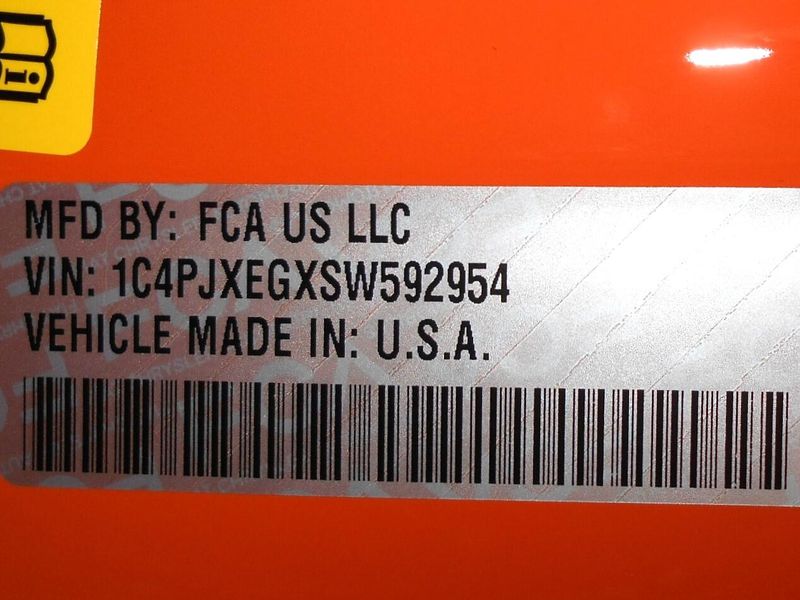 MFD BY: FCA US LLC
VIN: 1C4PJXEGXSW592954
VEHICLE MADE IN: U.S.A.